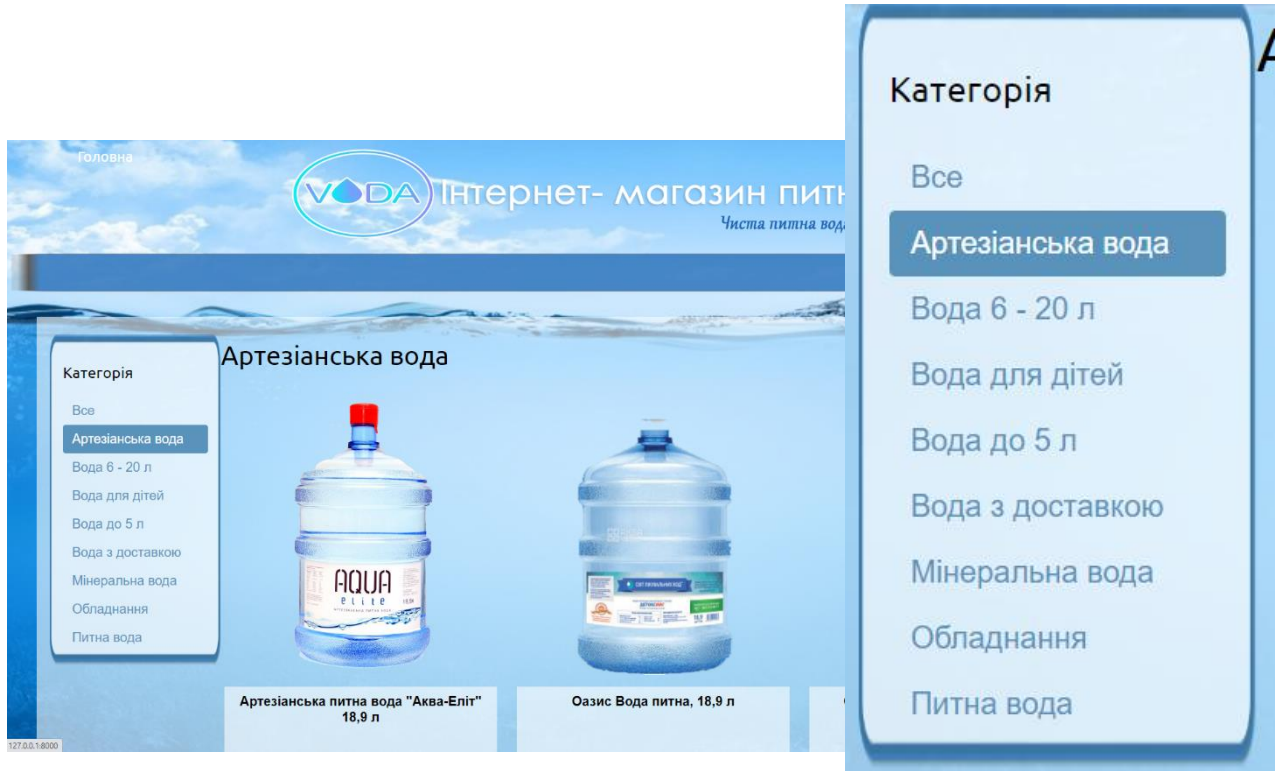 Головна
VODA
Інтернет- магазин питн
Чиста питна вода
Категорія
Все
Артезіанська вода
Вода 6 - 20 л
Вода для дітей
Вода до 5 л
Вода з доставкою
Мінеральна вода
Обладнання
Питна вода
Артезіанська вода
AQUA
elite
Артезіанська питна вода "Аква-Еліт"
18,9 л
Оазис Вода питна, 18,9 л
127.0.0.1:8000
Категорія
Все
Артезіанська вода
Вода 6 - 20 л
Вода для дітей
Вода до 5 л
Вода з доставкою
Мінеральна вода
Обладнання
Питна вода